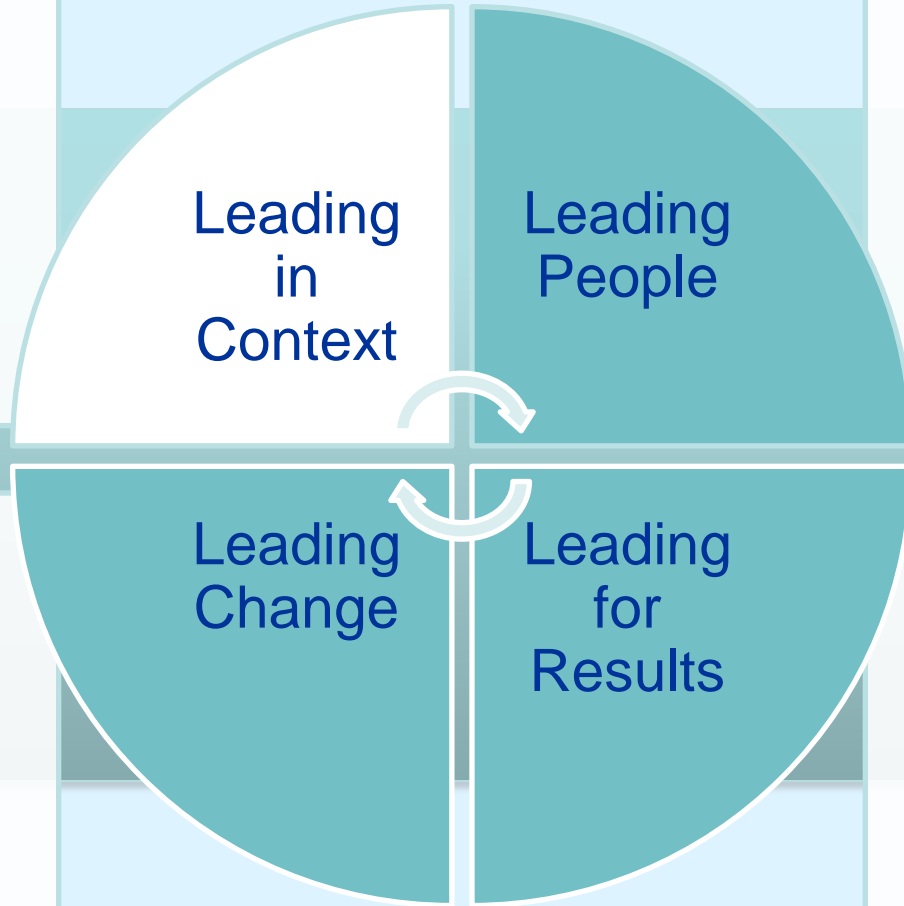 Leading
in
Context
Leading
People
Leading
Change
Leading
for
Results